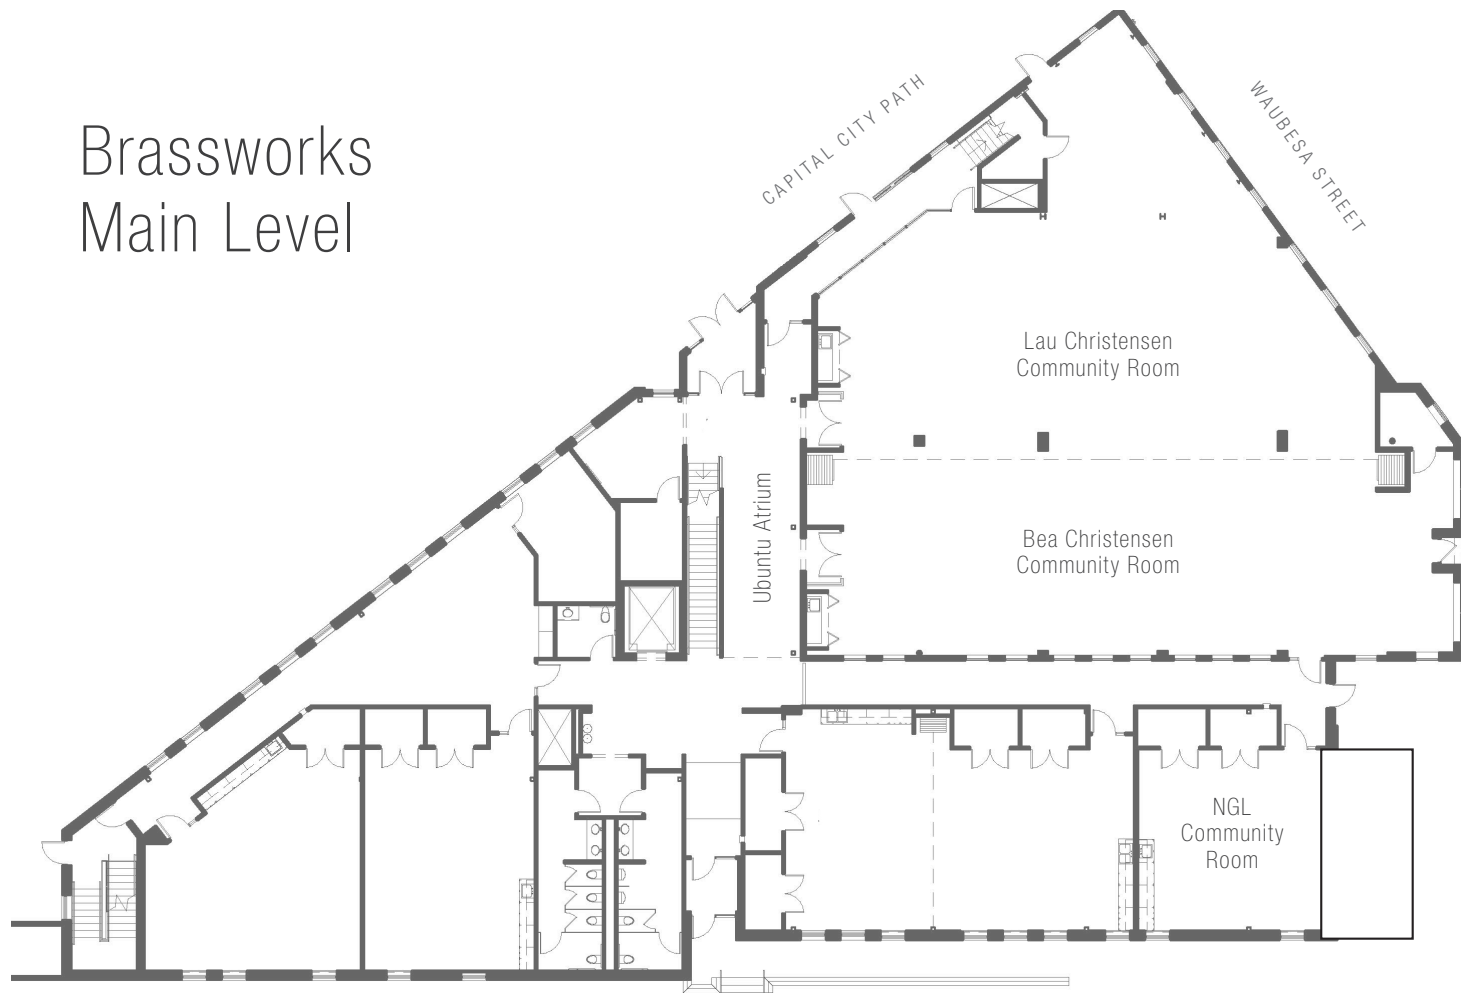 Brassworks
Main Level
CAPITAL CITY PATH
WAUBESA STREET
Lau Christensen
Community Room
Ubuntu Atrium
Bea Christensen
Community Room
NGL
Community
Room